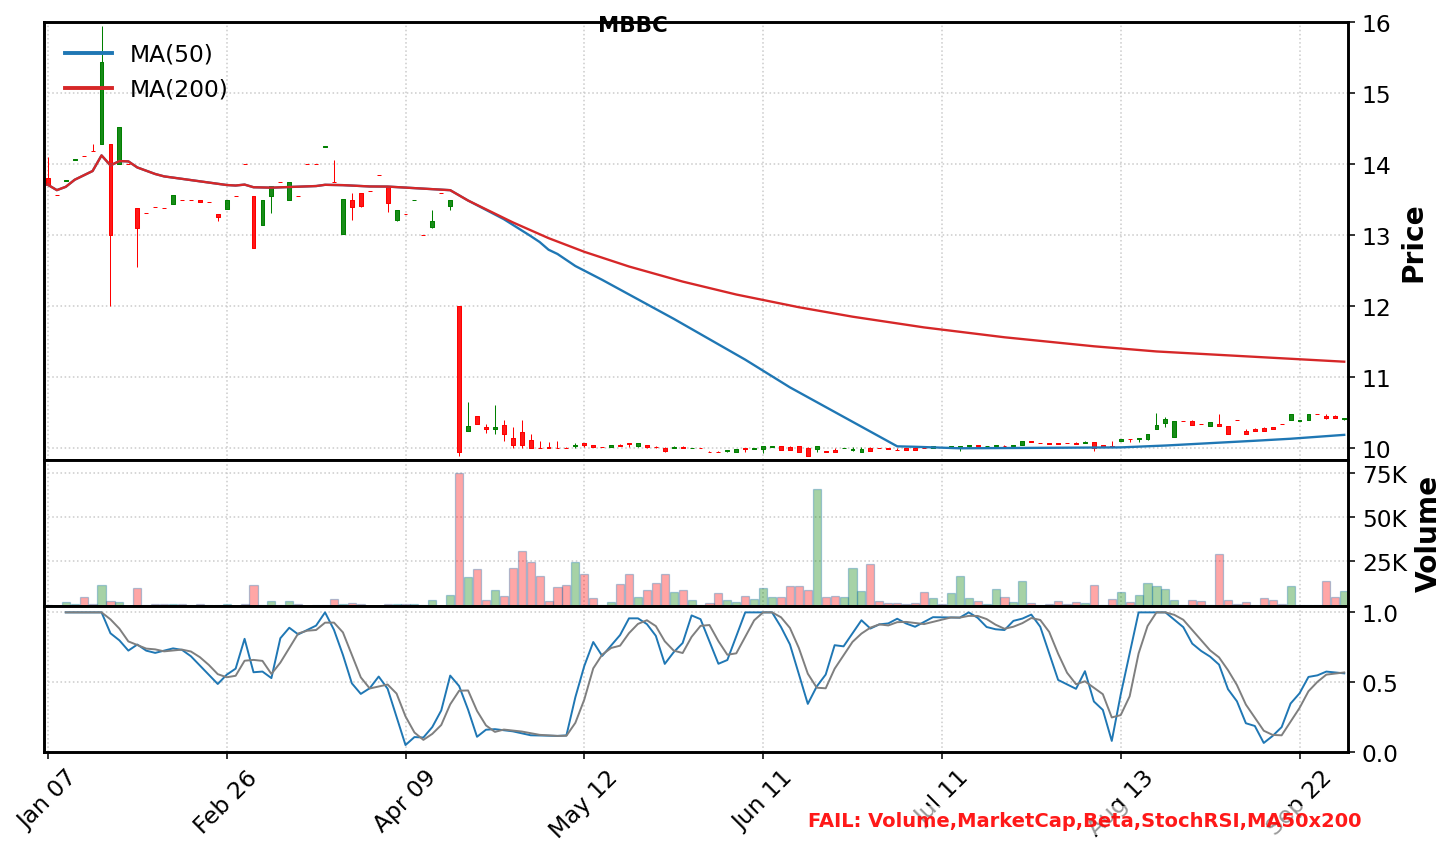 MBBC
MA(50)
MA(200)
16
15
14
13
12
11
10
Price
75K
50K
25K
Volume
1.0
0.5
0.0
Jan 07
Feb 26
Apr 09
May 12
Jun 11
Jul 11
Aug 13
Sep 22
FAIL: Volume,MarketCap,Beta,StochRSI,MA50x200